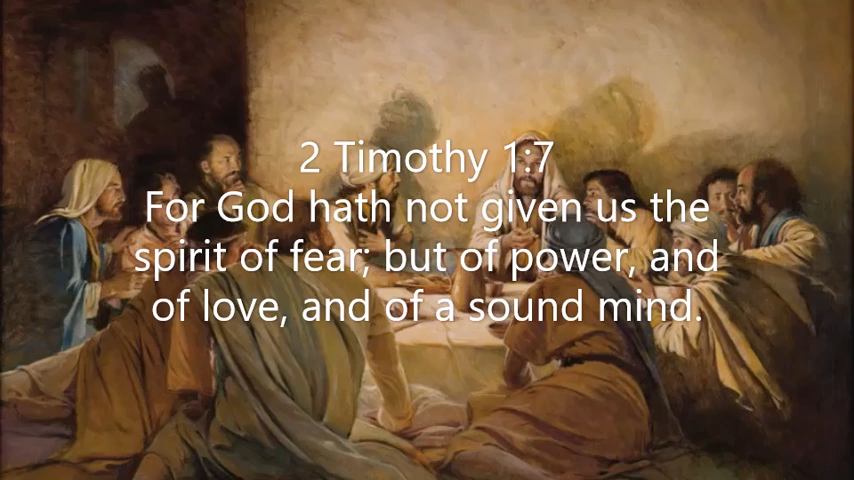 2 Timothy 1:7
For God hath not given us the
spirit of fear; but of power, and
of love, and of a sound mind.